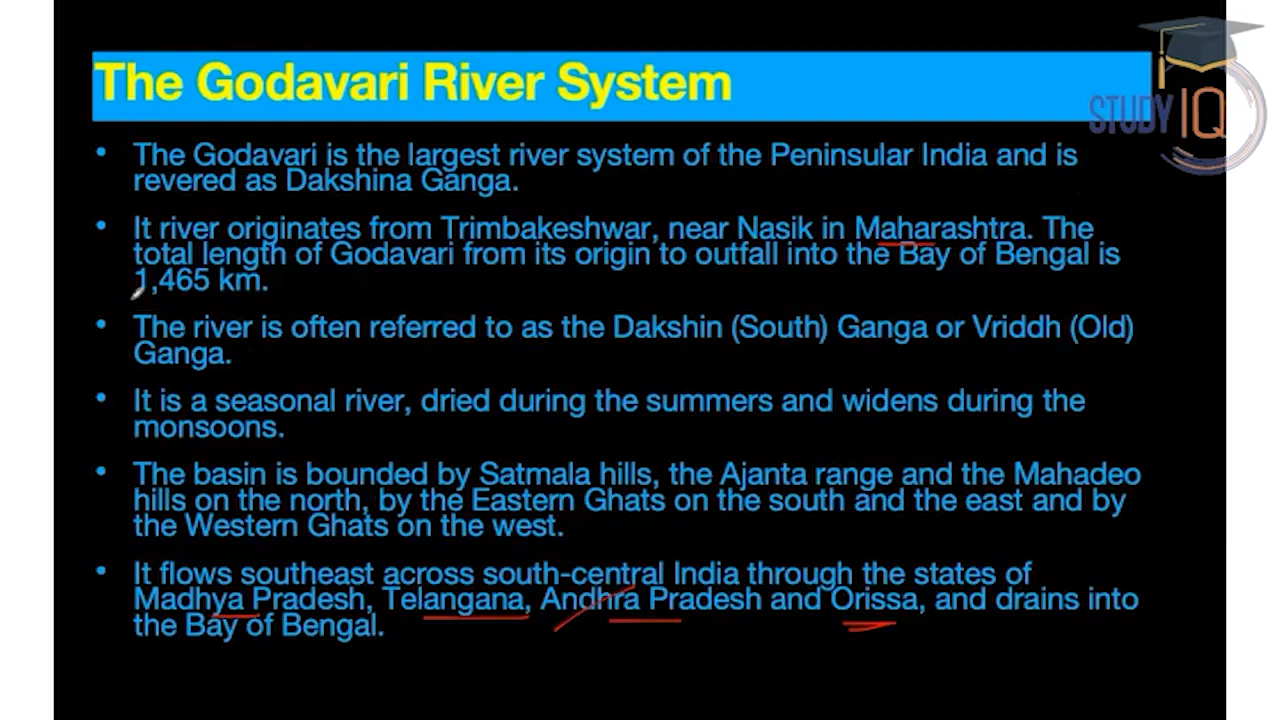 The Godavari River System
STUDY IQ
• The Godavari is the largest river system of the Peninsular India and is
revered as Dakshina Ganga.
• It river originates from Trimbakeshwar, near Nasik in Maharashtra. The
total length of Godavari from its origin to outfall into the Bay of Bengal is
1,465 km.
• The river is often referred to as the Dakshin (South) Ganga or Vriddh (Old)
Ganga.
• It is a seasonal river, dried during the summers and widens during the
monsoons.
• The basin is bounded by Satmala hills, the Ajanta range and the Mahadeo
hills on the north, by the Eastern Ghats on the south and the east and by
the Western Ghats on the west.
• It flows southeast across south-central India through the states of
Madhya Pradesh, Telangana, Andhra Pradesh and Orissa, and drains into
the Bay of Bengal.